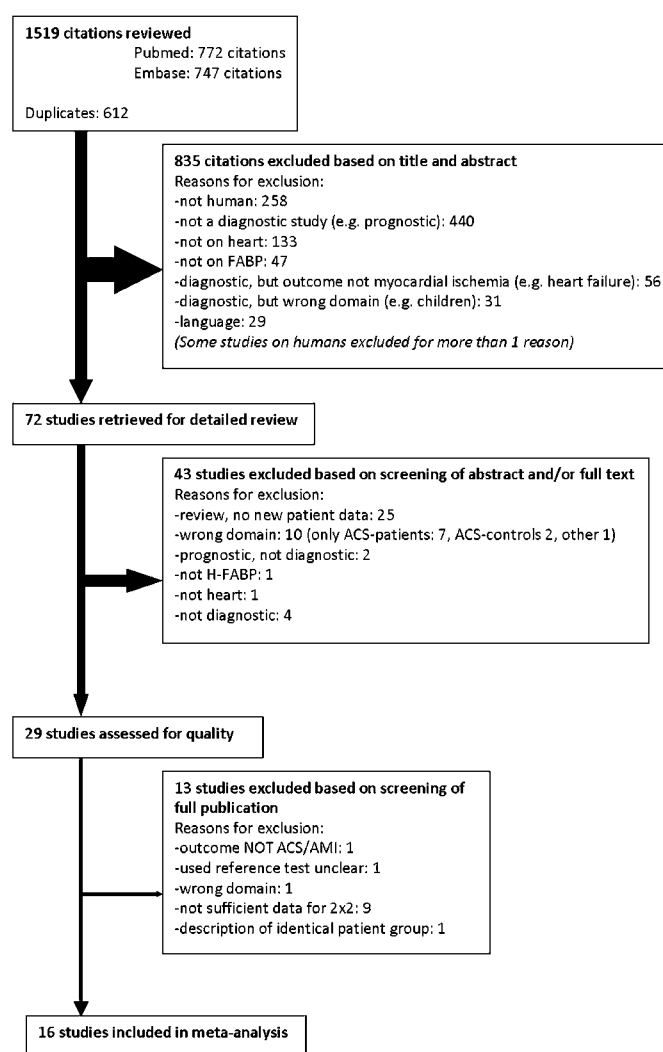 1519 citations reviewed
Pubmed: 772 citations
Embase: 747 citations
Duplicates: 612
835 citations excluded based on title and abstract
Reasons for exclusion:
-not human: 258
-not a diagnostic study (e.g. prognostic): 440
-not on heart: 133
-not on FABP: 47
-diagnostic, but outcome not myocardial ischemia (e.g. heart failure): 56
-diagnostic, but wrong domain (e.g. children): 31
-language: 29
(Some studies on humans excluded for more than 1 reason)
72 studies retrieved for detailed review
43 studies excluded based on screening of abstract and/or full text
Reasons for exclusion:
-review, no new patient data: 25
-wrong domain: 10 (only ACS-patients: 7, ACS-controls 2, other 1)
-prognostic, not diagnostic: 2
-not H-FABP: 1
-not heart: 1
-not diagnostic: 4
29 studies assessed for quality
13 studies excluded based on screening of
full publication
Reasons for exclusion:
-outcome NOT ACS/AMI: 1
-used reference test unclear: 1
-wrong domain: 1
-not sufficient data for 2x2: 9
-description of identical patient group: 1
16 studies included in meta-analysis